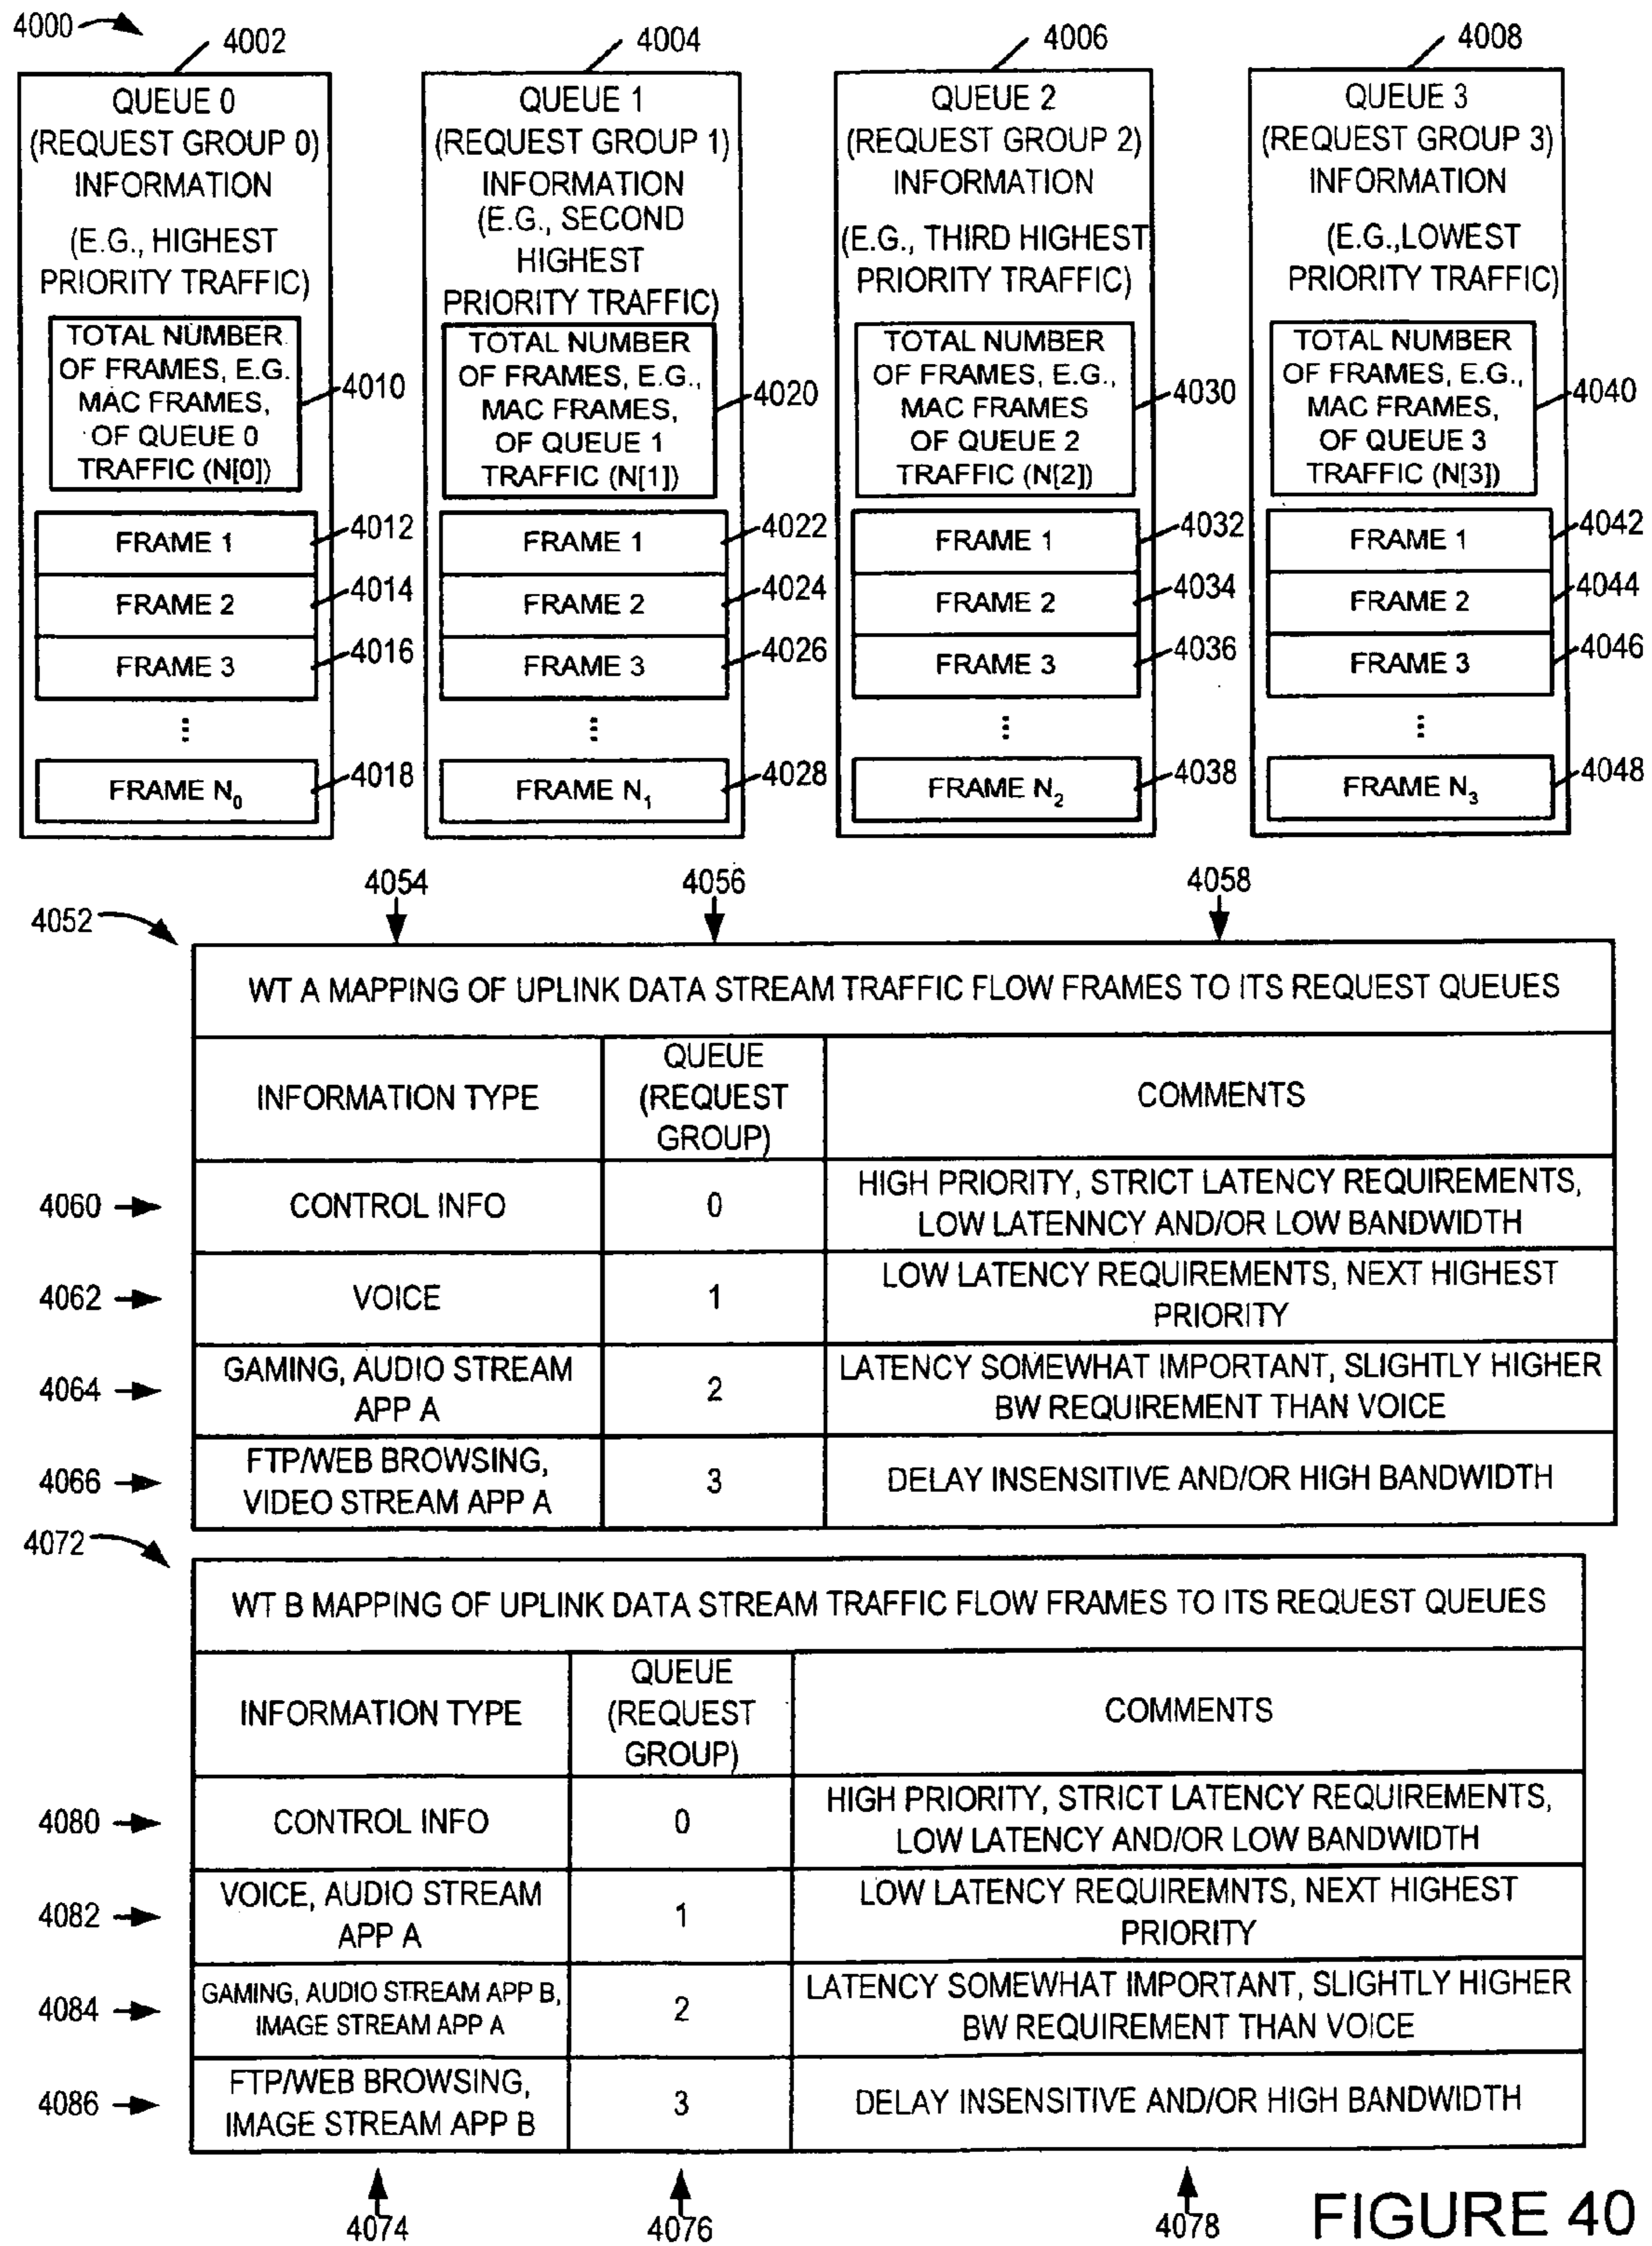 4000
4002
4004
4006
4008
QUEUE 0
(REQUEST GROUP 0)
INFORMATION
(E.G., HIGHEST
PRIORITY TRAFFIC)
TOTAL NUMBER
OF FRAMES, E.G.
MAC FRAMES,
OF QUEUE 0
TRAFFIC (N[0])
4010
FRAME 1
4012
FRAME 2
4014
FRAME 3
4016
⋮
FRAME N₀
4018
QUEUE 1
(REQUEST GROUP 1)
INFORMATION
(E.G., SECOND
HIGHEST
PRIORITY TRAFFIC)
TOTAL NUMBER
OF FRAMES, E.G.,
MAC FRAMES,
OF QUEUE 1
TRAFFIC (N[1])
4020
FRAME 1
4022
FRAME 2
4024
FRAME 3
4026
⋮
FRAME N₁
4028
QUEUE 2
(REQUEST GROUP 2)
INFORMATION
(E.G., THIRD HIGHEST
PRIORITY TRAFFIC)
TOTAL NUMBER
OF FRAMES, E.G.,
MAC FRAMES
OF QUEUE 2
TRAFFIC (N[2])
4030
FRAME 1
4032
FRAME 2
4034
FRAME 3
4036
⋮
FRAME N₂
4038
QUEUE 3
(REQUEST GROUP 3)
INFORMATION
(E.G.,LOWEST
PRIORITY TRAFFIC)
TOTAL NUMBER
OF FRAMES, E.G.,
MAC FRAMES,
OF QUEUE 3
TRAFFIC (N[3])
4040
FRAME 1
4042
FRAME 2
4044
FRAME 3
4046
⋮
FRAME N₃
4048
4052
4054
4056
4058
WT A MAPPING OF UPLINK DATA STREAM TRAFFIC FLOW FRAMES TO ITS REQUEST QUEUES
INFORMATION TYPE
QUEUE
(REQUEST
GROUP)
COMMENTS
4060
CONTROL INFO
0
HIGH PRIORITY, STRICT LATENCY REQUIREMENTS,
LOW LATENNCY AND/OR LOW BANDWIDTH
4062
VOICE
1
LOW LATENCY REQUIREMENTS, NEXT HIGHEST
PRIORITY
4064
GAMING, AUDIO STREAM
APP A
2
LATENCY SOMEWHAT IMPORTANT, SLIGHTLY HIGHER
BW REQUIREMENT THAN VOICE
4066
FTP/WEB BROWSING,
VIDEO STREAM APP A
3
DELAY INSENSITIVE AND/OR HIGH BANDWIDTH
4072
WT B MAPPING OF UPLINK DATA STREAM TRAFFIC FLOW FRAMES TO ITS REQUEST QUEUES
INFORMATION TYPE
QUEUE
(REQUEST
GROUP)
COMMENTS
4080
CONTROL INFO
0
HIGH PRIORITY, STRICT LATENCY REQUIREMENTS,
LOW LATENCY AND/OR LOW BANDWIDTH
4082
VOICE, AUDIO STREAM
APP A
1
LOW LATENCY REQUIREMNTS, NEXT HIGHEST
PRIORITY
4084
GAMING, AUDIO STREAM APP B,
IMAGE STREAM APP A
2
LATENCY SOMEWHAT IMPORTANT, SLIGHTLY HIGHER
BW REQUIREMENT THAN VOICE
4086
FTP/WEB BROWSING,
IMAGE STREAM APP B
3
DELAY INSENSITIVE AND/OR HIGH BANDWIDTH
4074
4076
4078
FIGURE 40